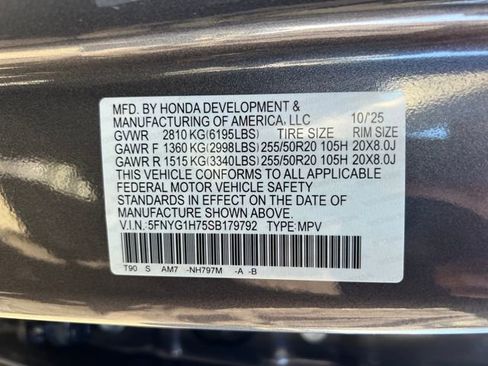 MFD. BY HONDA DEVELOPMENT &
MANUFACTURING OF AMERICA, LLC 10/25
GVWR 2810 KG(6195LBS) TIRE SIZE RIM SIZE
GAWR F 1360 KG(2998LBS) 255/50R20 105H 20X8.0J
GAWR R 1515 KG(3340LBS) 255/50R20 105H 20X8.0J
THIS VEHICLE CONFORMS TO ALL APPLICABLE
FEDERAL MOTOR VEHICLE SAFETY
STANDARDS IN EFFECT ON THE DATE OF
MANUFACTURE SHOWN ABOVE.
V.I.N.:5FNYG1H75SB179792 TYPE:MPV
T90 S AM7 -NH797M -A -B